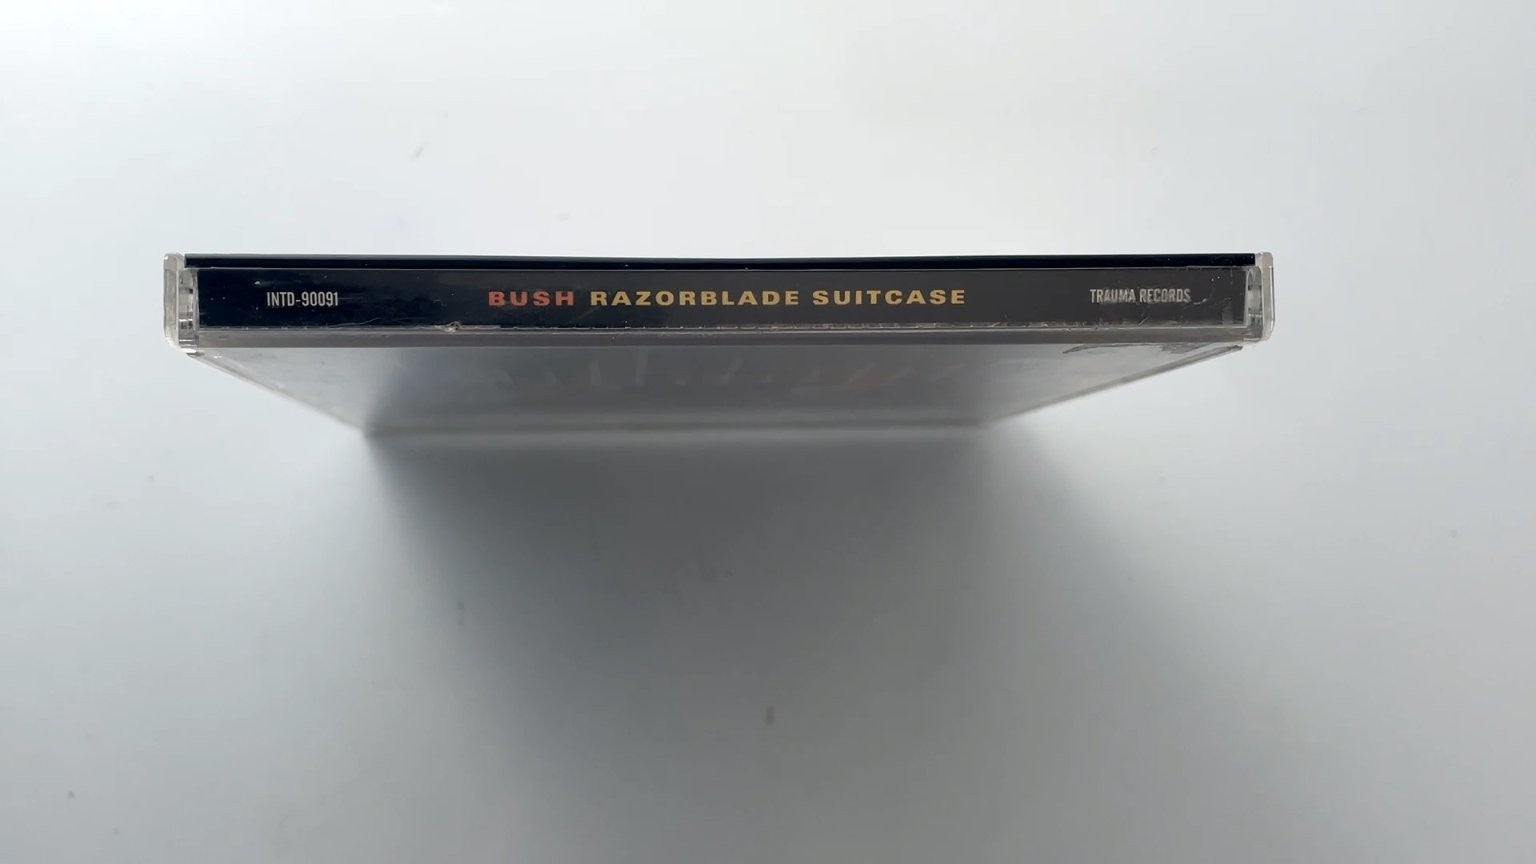 INTD-90091 BUSH RAZORBLADE SUITCASE TRAUMA RECORDS